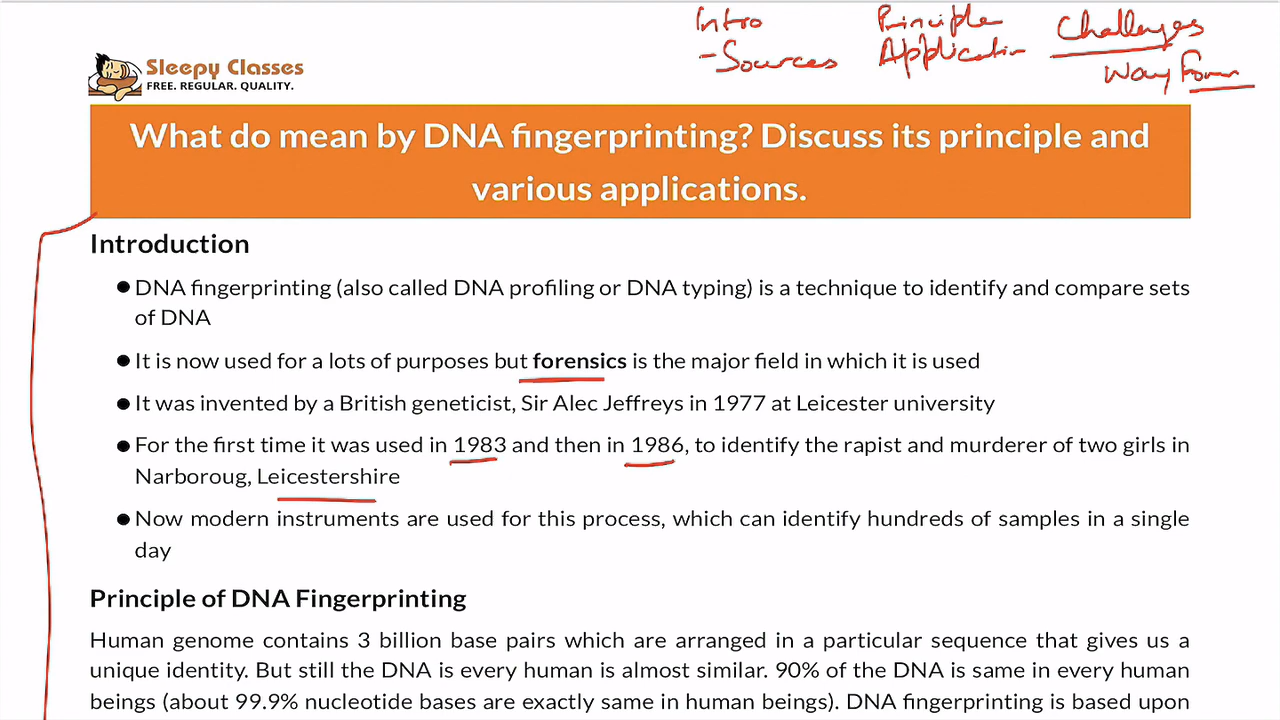 Intro
-Sources
Principle
Application
Challenges
Way Forw
Sleepy Classes
FREE. REGULAR. QUALITY.
What do mean by DNA fingerprinting? Discuss its principle and
various applications.
Introduction
● DNA fingerprinting (also called DNA profiling or DNA typing) is a technique to identify and compare sets
of DNA
● It is now used for a lots of purposes but forensics is the major field in which it is used
● It was invented by a British geneticist, Sir Alec Jeffreys in 1977 at Leicester university
● For the first time it was used in 1983 and then in 1986, to identify the rapist and murderer of two girls in
Narboroug, Leicestershire
● Now modern instruments are used for this process, which can identify hundreds of samples in a single
day
Principle of DNA Fingerprinting
Human genome contains 3 billion base pairs which are arranged in a particular sequence that gives us a
unique identity. But still the DNA is every human is almost similar. 90% of the DNA is same in every human
beings (about 99.9% nucleotide bases are exactly same in human beings). DNA fingerprinting is based upon